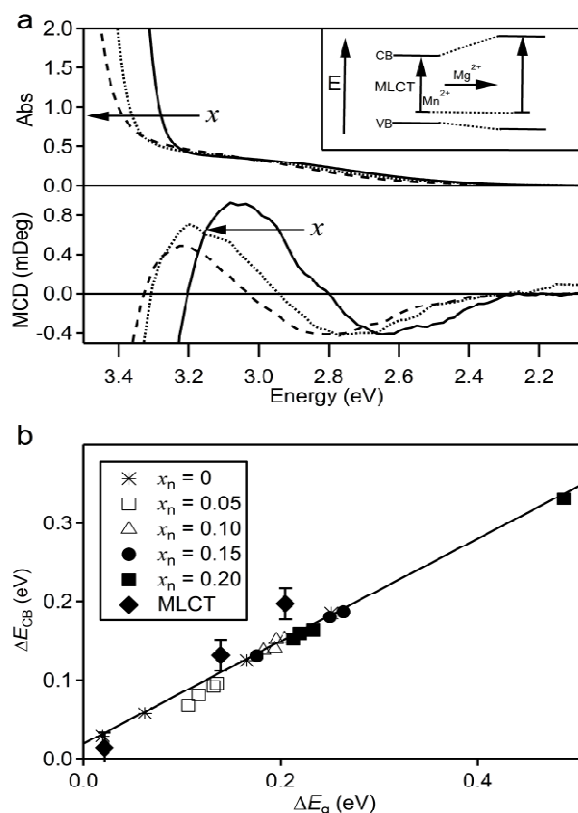 a
2.0
1.5
1.0
0.5
0.0
Abs
x
E
CB
MLCT
Mg2+
Mn2+
VB
0.8
0.4
0.0
-0.4
MCD (mDeg)
x
3.4 3.2 3.0 2.8 2.6 2.4 2.2
Energy (eV)
b
xn = 0
xn = 0.05
xn = 0.10
xn = 0.15
xn = 0.20
MLCT
0.3
0.2
0.1
0.0
ΔECB (eV)
0.0 0.2 0.4
ΔEg (eV)